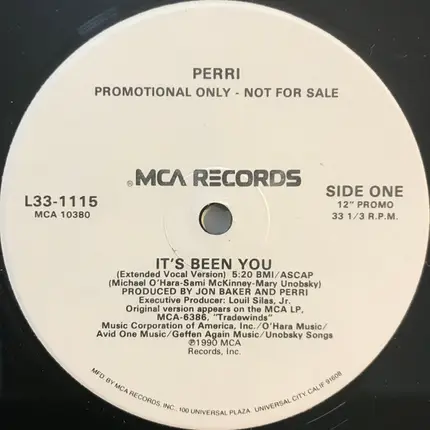 PERRI
PROMOTIONAL ONLY - NOT FOR SALE
® MCA RECORDS
L33-1115
MCA 10380
SIDE ONE
12" PROMO
33 1/3 R.P.M.
IT'S BEEN YOU
(Extended Vocal Version) 5:20 BMI/ASCAP
(Michael O'Hara-Sami McKinney-Mary Unobsky)
PRODUCED BY JON BAKER AND PERRI
Executive Producer: Louil Silas, Jr.
Original version appears on the MCA LP.
MCA-6386, "Tradewinds"
Music Corporation of America, Inc./O'Hara Music/
Avid One Music/Geffen Again Music/Unobsky Songs
℗1990 MCA
Records, Inc.
MFD. BY MCA RECORDS, INC., 100 UNIVERSAL PLAZA, UNIVERSAL CITY, CALIF. 91608